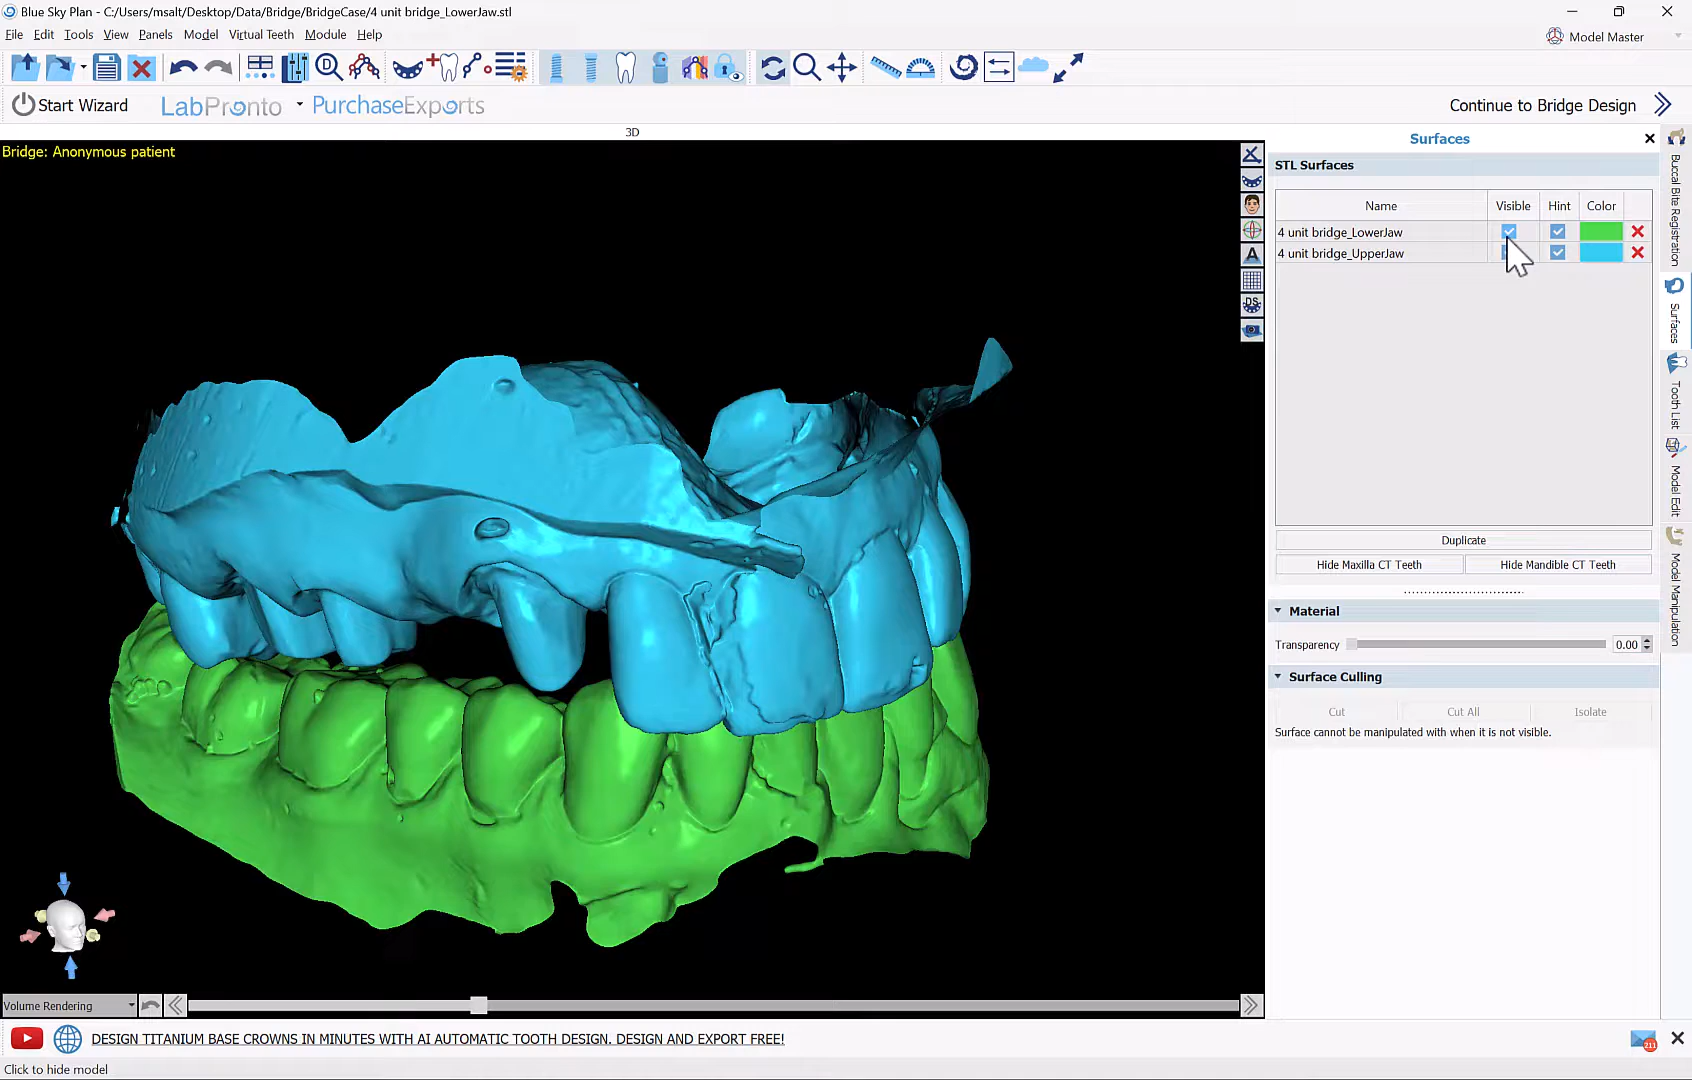 Blue Sky Plan - C:/Users/msalt/Desktop/Data/Bridge/BridgeCase/4 unit bridge_LowerJaw.stl
File Edit Tools View Panels Model Virtual Teeth Module Help
Model Master
Start Wizard LabPronto PurchaseExports Continue to Bridge Design
3D
Bridge: Anonymous patient
Surfaces
STL Surfaces
Name Visible Hint Color
4 unit bridge_LowerJaw
4 unit bridge_UpperJaw
Duplicate
Hide Maxilla CT Teeth Hide Mandible CT Teeth
Material
Transparency 0.00
Surface Culling
Cut Cut All Isolate
Surface cannot be manipulated with when it is not visible.
Buccal Bite Registration
Surfaces
Tooth List
Model Edit
Model Manipulation
D
A
DS
Volume Rendering
DESIGN TITANIUM BASE CROWNS IN MINUTES WITH AI AUTOMATIC TOOTH DESIGN. DESIGN AND EXPORT FREE!
211
Click to hide model